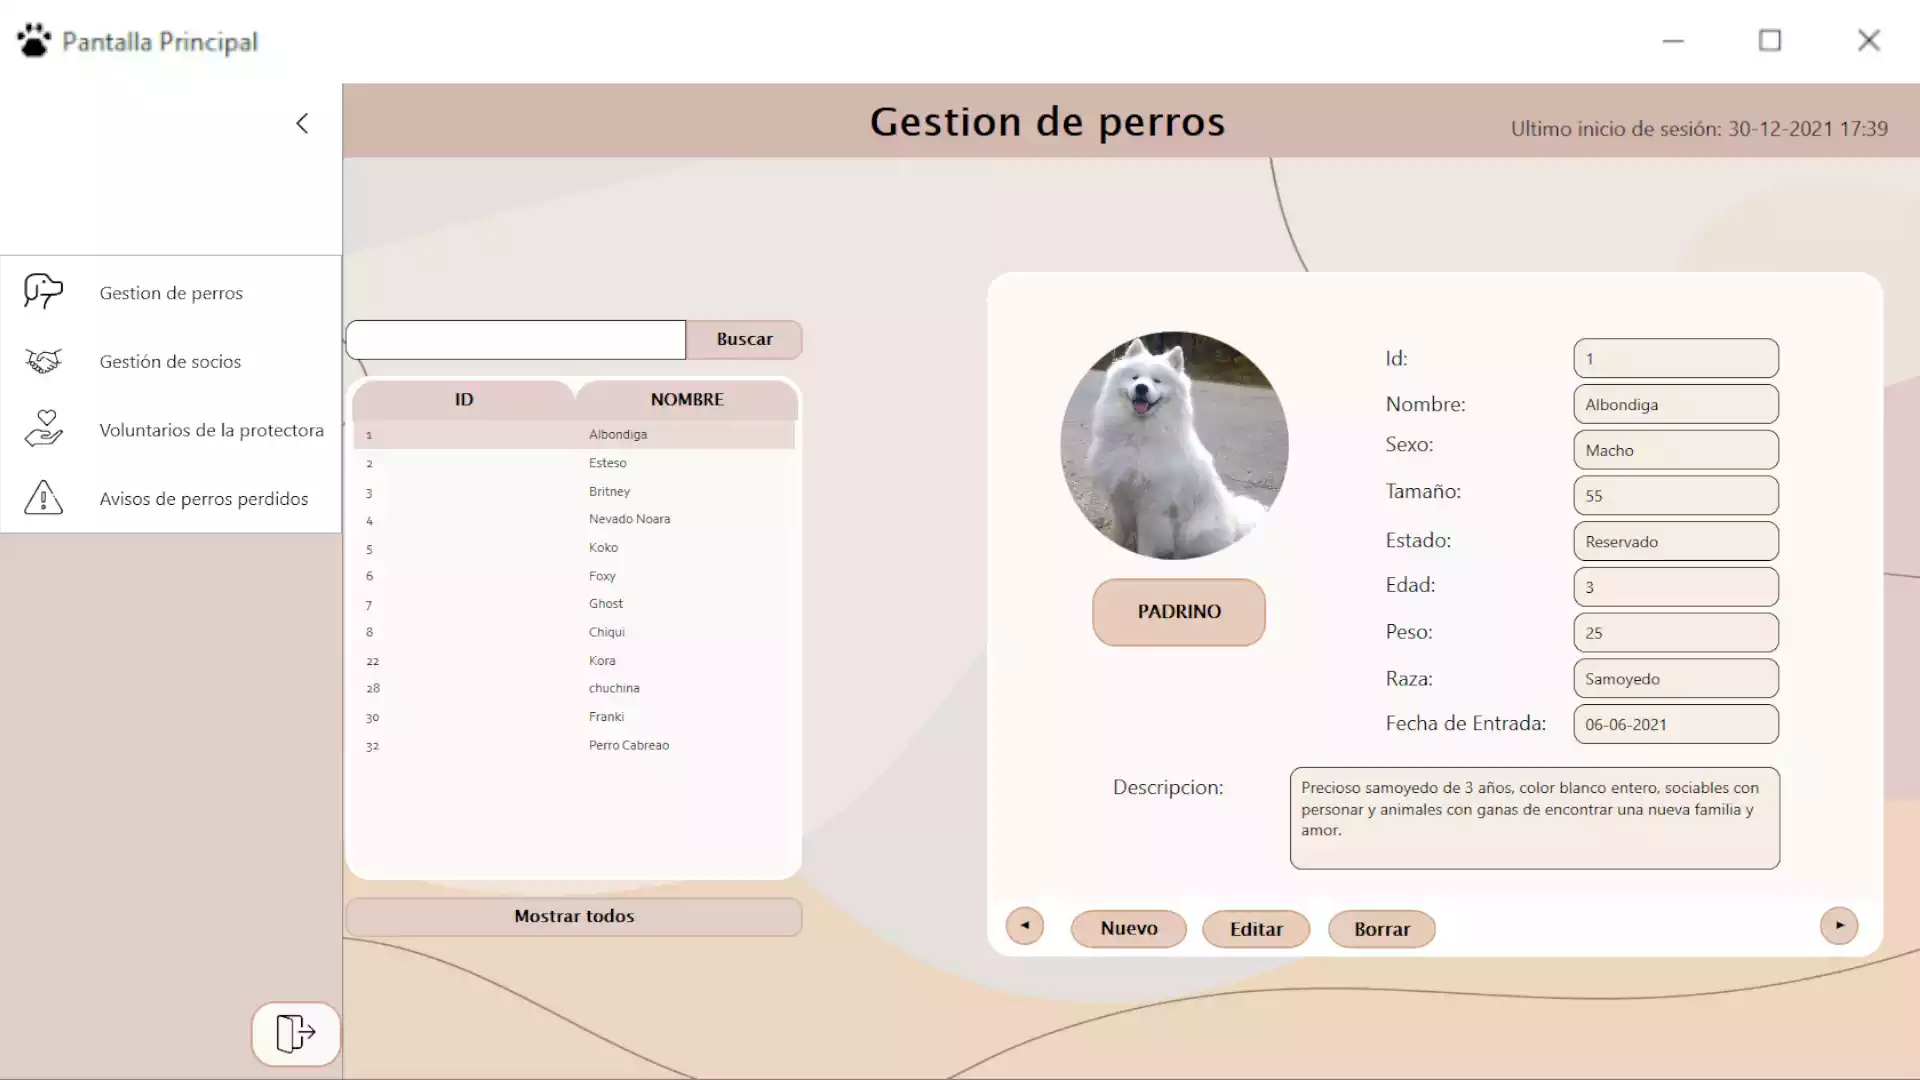 Pantalla Principal
Gestion de perros
Ultimo inicio de sesión: 30-12-2021 17:39
Gestion de perros
Gestión de socios
Voluntarios de la protectora
Avisos de perros perdidos
Buscar
ID NOMBRE
1 Albondiga
2 Esteso
3 Britney
4 Nevado Noara
5 Koko
6 Foxy
7 Ghost
8 Chiqui
22 Kora
28 chuchina
30 Franki
32 Perro Cabreao
Mostrar todos
PADRINO
Id: 1
Nombre: Albondiga
Sexo: Macho
Tamaño: 55
Estado: Reservado
Edad: 3
Peso: 25
Raza: Samoyedo
Fecha de Entrada: 06-06-2021
Descripcion:
Precioso samoyedo de 3 años, color blanco entero, sociables con
personar y animales con ganas de encontrar una nueva familia y
amor.
Nuevo
Editar
Borrar